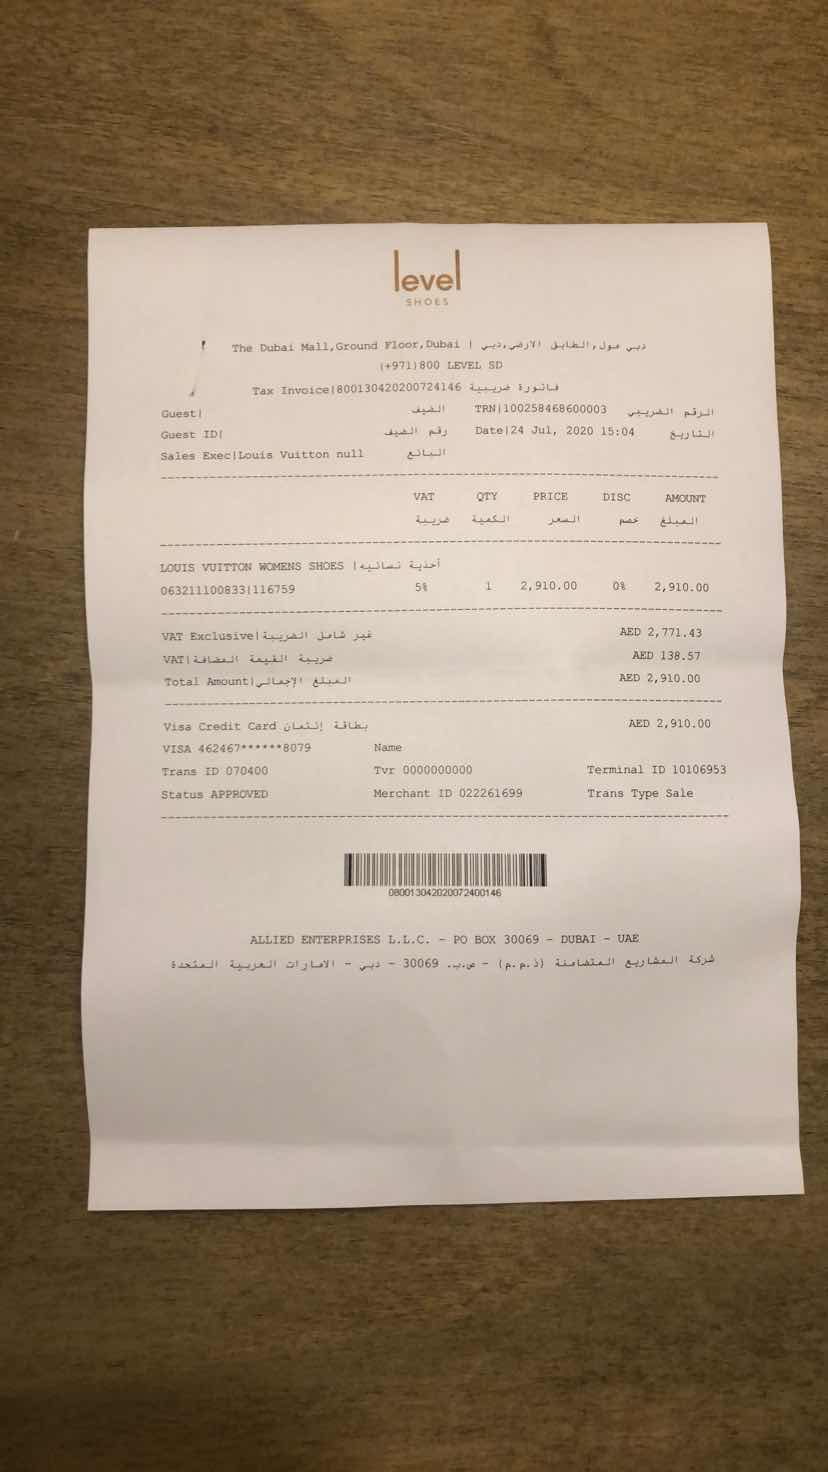 level
SHOES
The Dubai Mall,Ground Floor,Dubai | دبي مول,الطابق الارضي,دبي
(+971)800 LEVEL SD
Tax Invoice|800130420200724146 فاتورة ضريبية
Guest| الضيف TRN|100258468600003 الرقم الضريبي
Guest ID| رقم الضيف Date|24 Jul, 2020 15:04 التاريخ
Sales Exec|Louis Vuitton null البائع
VAT QTY PRICE DISC AMOUNT
ضريبة الكمية السعر خصم المبلغ
LOUIS VUITTON WOMENS SHOES |أحذية نسائيه
063211100833|116759 5% 1 2,910.00 0% 2,910.00
VAT Exclusive|غير شامل الضريبة AED 2,771.43
VAT|ضريبة القيمة المضافة AED 138.57
Total Amount|المبلغ الإجمالي AED 2,910.00
Visa Credit Card بطاقة إئتمان AED 2,910.00
VISA 462467******8079 Name
Trans ID 070400 Tvr 0000000000 Terminal ID 10106953
Status APPROVED Merchant ID 022261699 Trans Type Sale
08001304202007240​0146
ALLIED ENTERPRISES L.L.C. - PO BOX 30069 - DUBAI - UAE
شركة المشاريع المتضامنة (ذ.م.م) - ص.ب. 30069 - دبي - الامارات العربية المتحدة